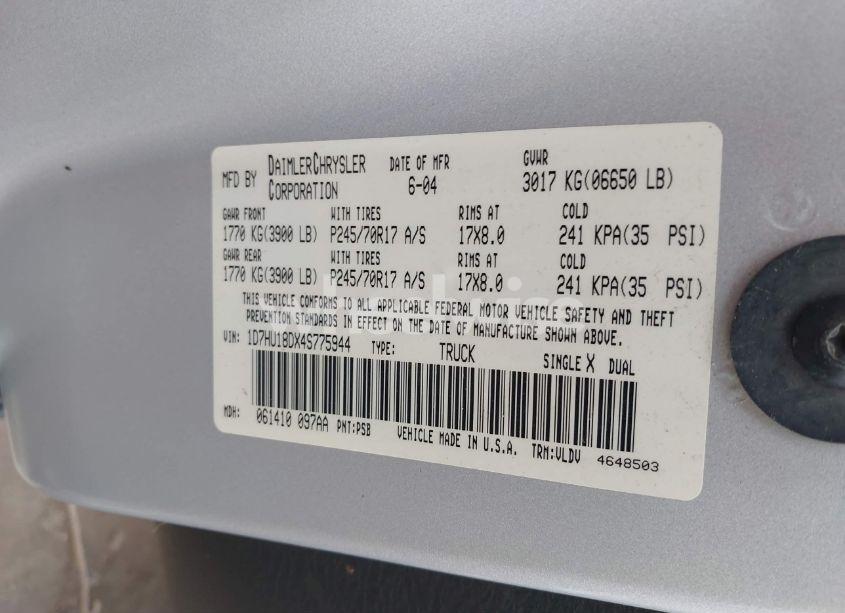 MFD BY DAIMLERCHRYSLER CORPORATION DATE OF MFR 6-04 GVWR 3017 KG(06650 LB)
GAWR FRONT WITH TIRES RIMS AT COLD
1770 KG(3900 LB) P245/70R17 A/S 17X8.0 241 KPA(35 PSI)
GAWR REAR WITH TIRES RIMS AT COLD
1770 KG(3900 LB) P245/70R17 A/S 17X8.0 241 KPA(35 PSI)
THIS VEHICLE CONFORMS TO ALL APPLICABLE FEDERAL MOTOR VEHICLE SAFETY AND THEFT
PREVENTION STANDARDS IN EFFECT ON THE DATE OF MANUFACTURE SHOWN ABOVE.
VIN: 1D7HU18DX4S775944 TYPE: TRUCK SINGLE X DUAL
MDH: 061410 097AA PNT:PSB VEHICLE MADE IN U.S.A. TRM:VLDV 4648503